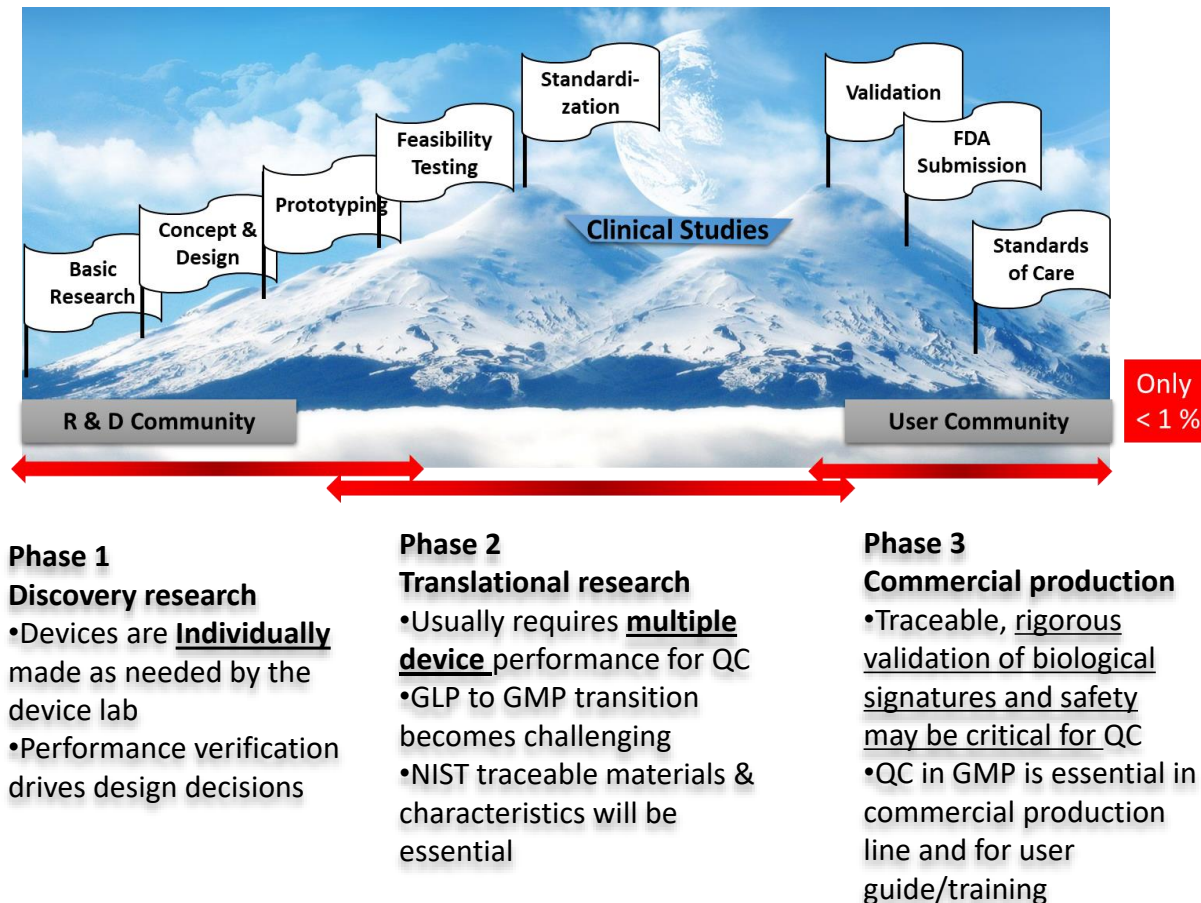 Standardi-
zation
Validation
Feasibility
Testing
FDA
Submission
Prototyping
Concept &
Design
Clinical Studies
Basic
Research
Standards
of Care
R & D Community
User Community
Only
< 1 %
Phase 1
Discovery research
•Devices are Individually
made as needed by the
device lab
•Performance verification
drives design decisions
Phase 2
Translational research
•Usually requires multiple
device performance for QC
•GLP to GMP transition
becomes challenging
•NIST traceable materials &
characteristics will be
essential
Phase 3
Commercial production
•Traceable, rigorous
validation of biological
signatures and safety
may be critical for QC
•QC in GMP is essential in
commercial production
line and for user
guide/training